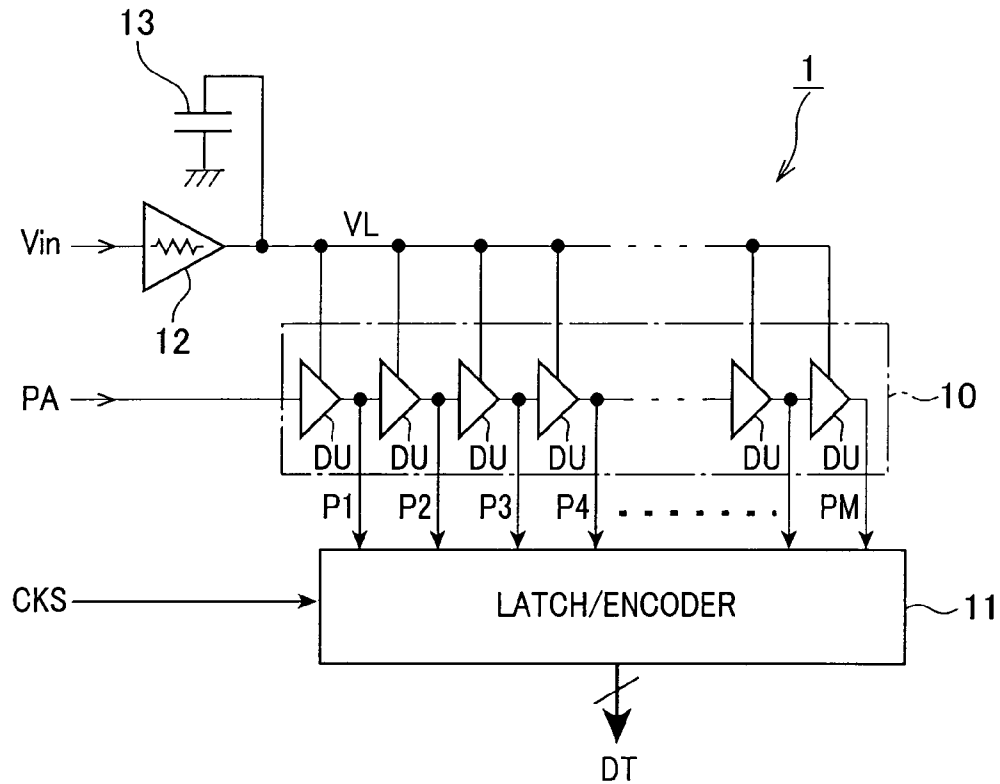 13
1
Vin
VL
12
PA
10
DU DU DU DU DU DU
P1 P2 P3 P4 PM
CKS
LATCH/ENCODER
11
DT